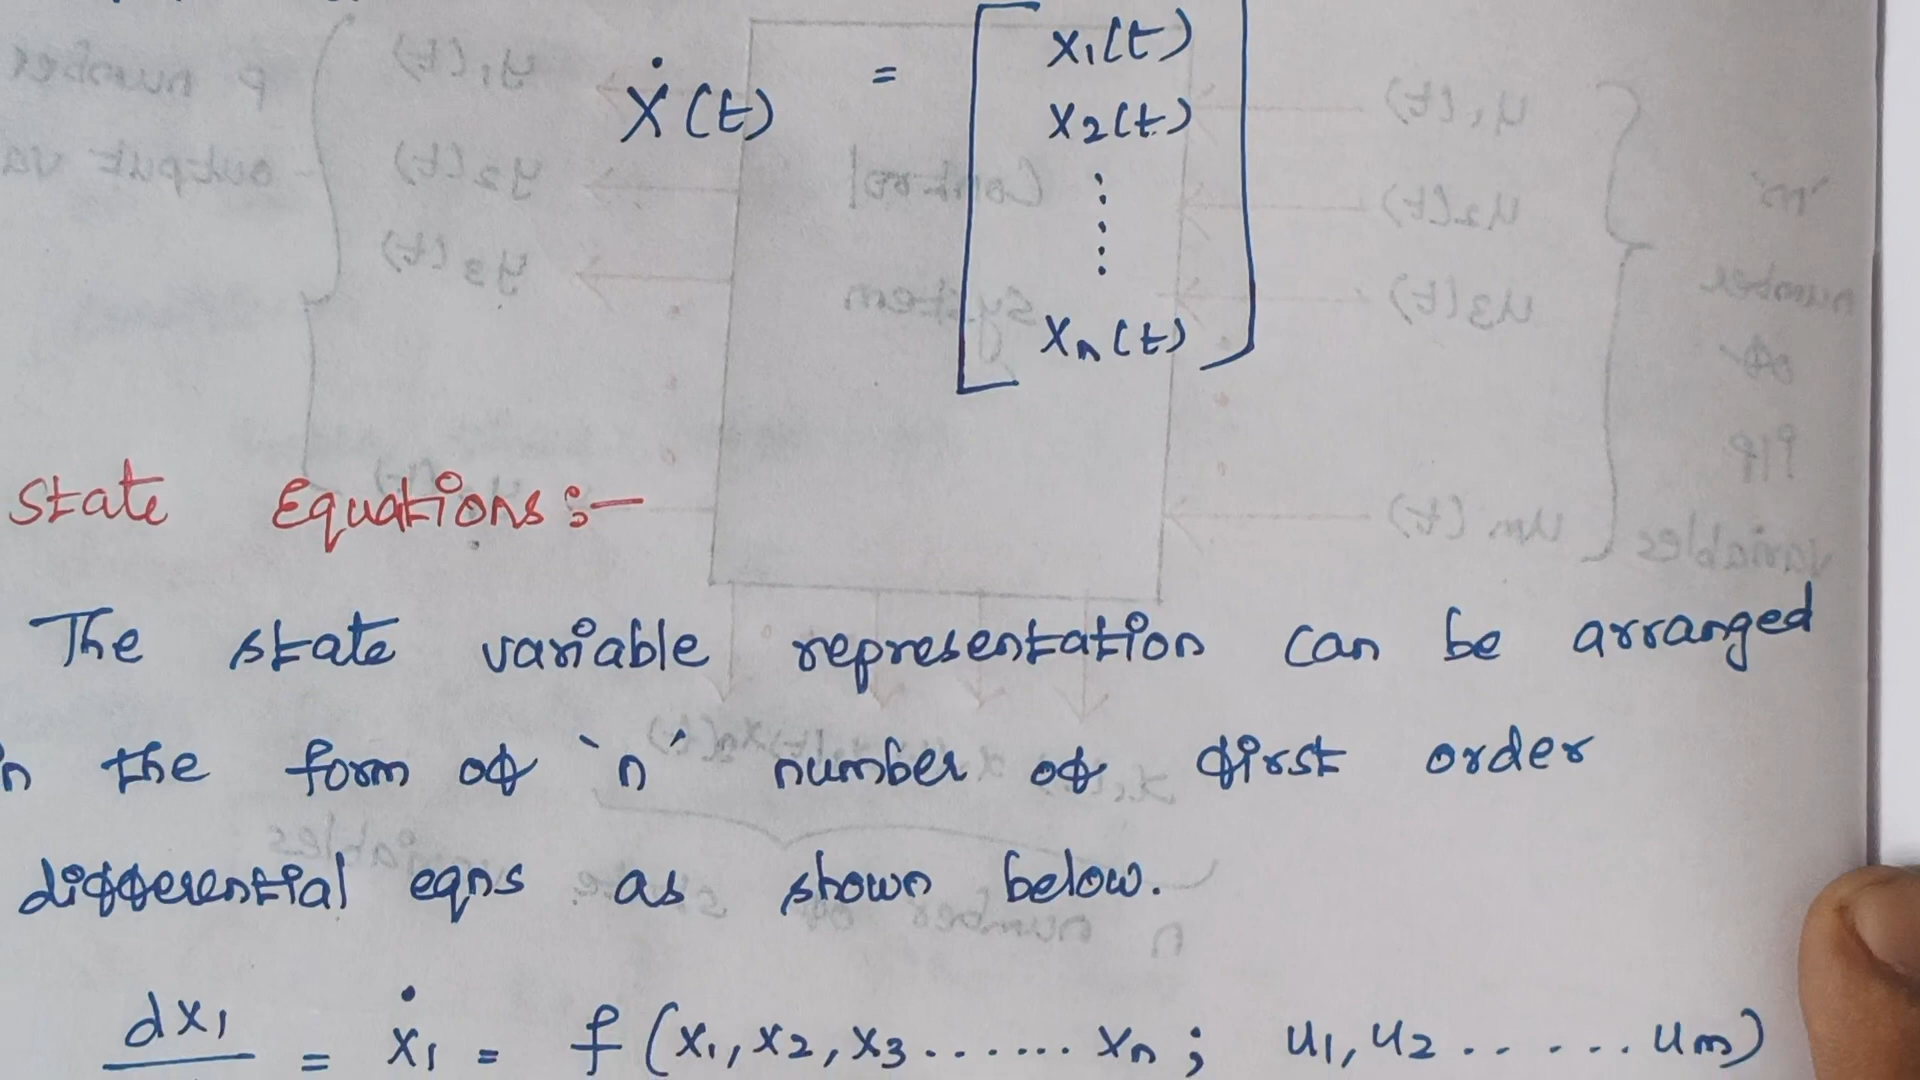 Ẋ(t) = [ x₁(t)
x₂(t)
⋮
xₙ(t) ]
State Equations :-
The state variable representation can be arranged
n the form of 'n' number of first order
differential eqns as shown below.
dx₁ = ẋ₁ = f (x₁, x₂, x₃ ....... xₙ ; u₁, u₂ ...... uₘ)